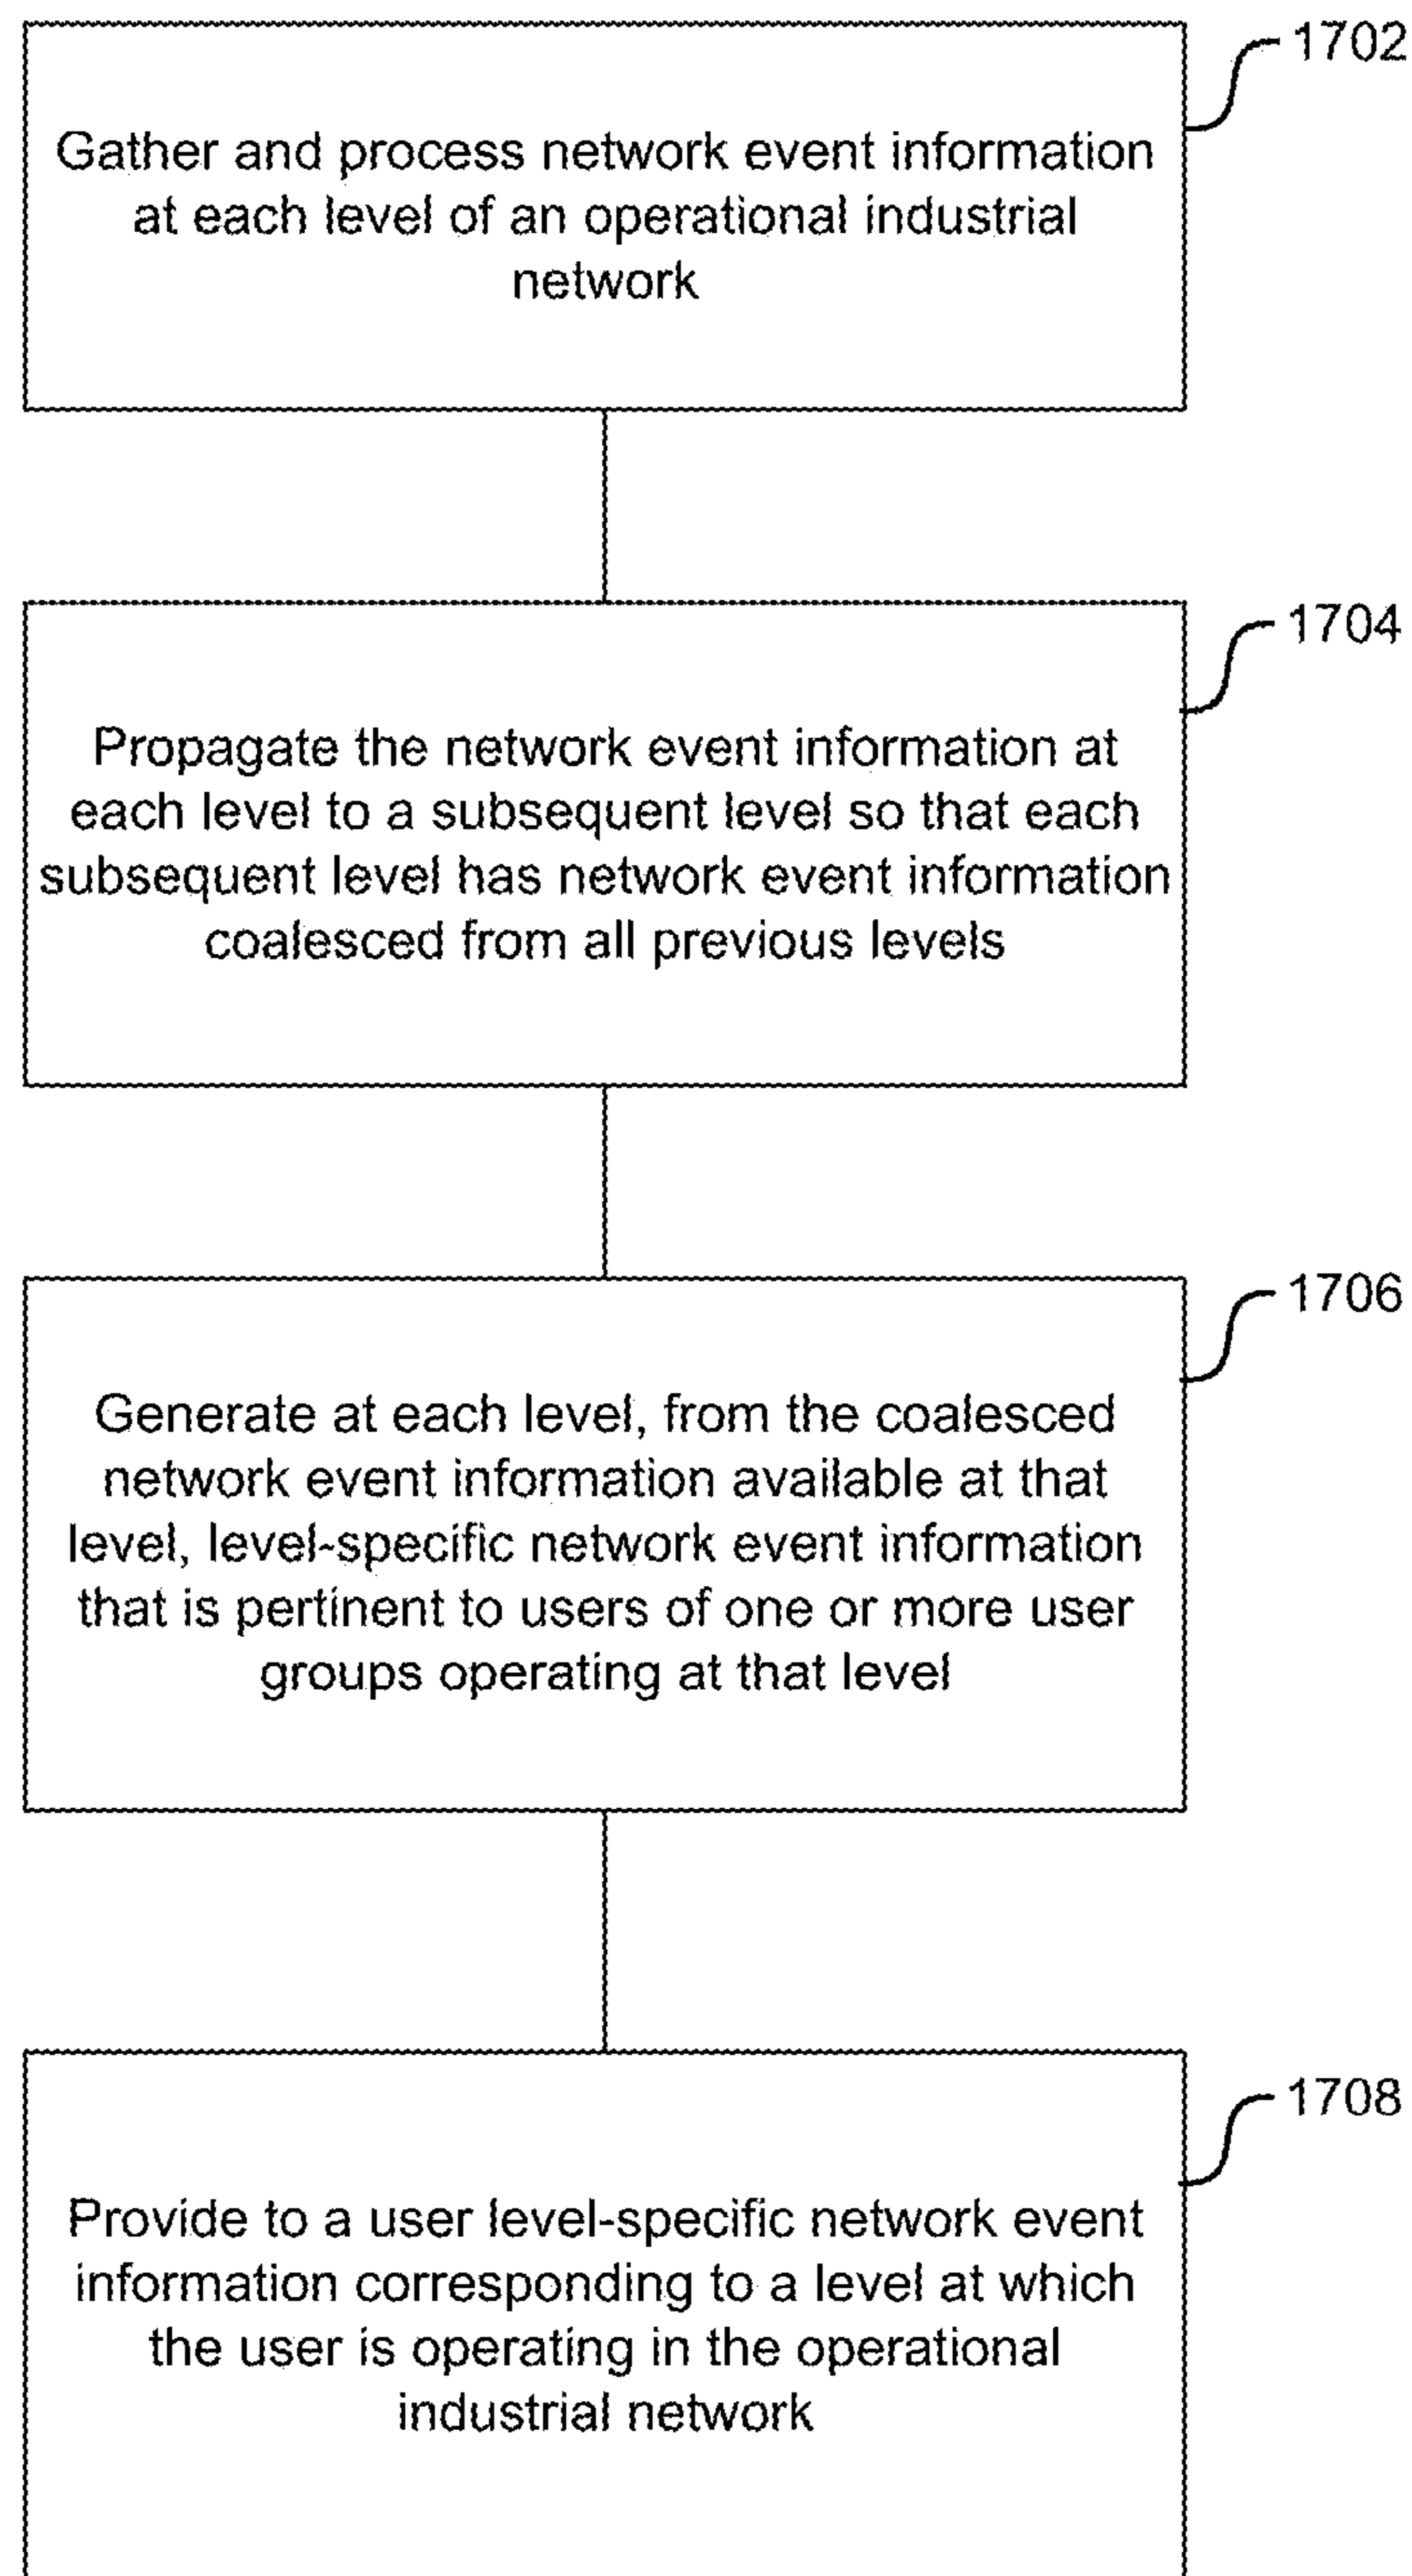 1702
Gather and process network event information
at each level of an operational industrial
network
1704
Propagate the network event information at
each level to a subsequent level so that each
subsequent level has network event information
coalesced from all previous levels
1706
Generate at each level, from the coalesced
network event information available at that
level, level-specific network event information
that is pertinent to users of one or more user
groups operating at that level
1708
Provide to a user level-specific network event
information corresponding to a level at which
the user is operating in the operational
industrial network